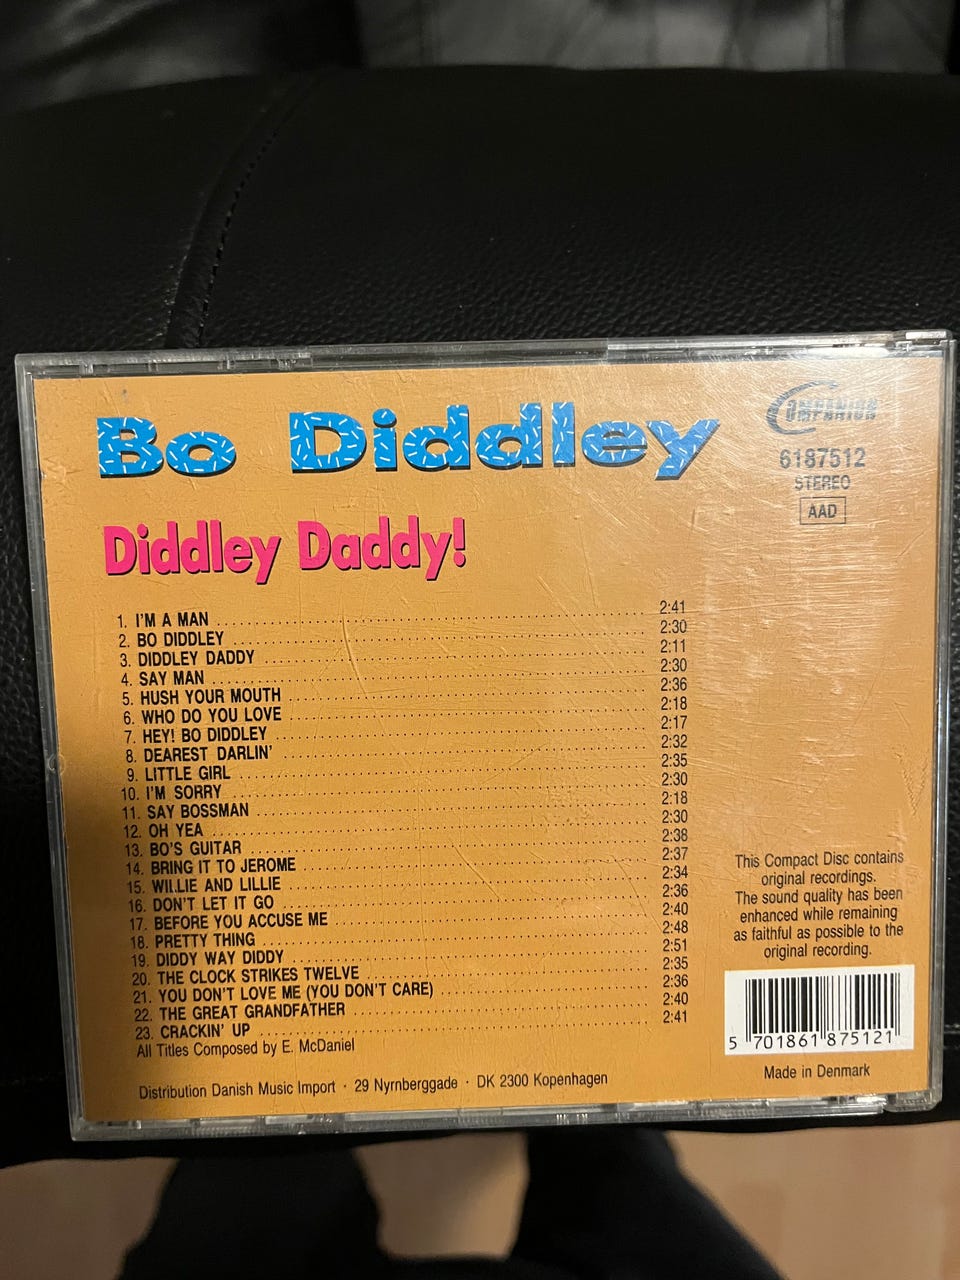 Bo Diddley
COMPANION
6187512
STEREO
AAD
Diddley Daddy!
1. I'M A MAN 2:41
2. BO DIDDLEY 2:30
3. DIDDLEY DADDY 2:11
4. SAY MAN 2:30
5. HUSH YOUR MOUTH 2:36
6. WHO DO YOU LOVE 2:18
7. HEY! BO DIDDLEY 2:17
8. DEAREST DARLIN' 2:32
9. LITTLE GIRL 2:35
10. I'M SORRY 2:30
11. SAY BOSSMAN 2:18
12. OH YEA 2:30
13. BO'S GUITAR 2:38
14. BRING IT TO JEROME 2:37
15. WILLIE AND LILLIE 2:34
16. DON'T LET IT GO 2:36
17. BEFORE YOU ACCUSE ME 2:40
18. PRETTY THING 2:48
19. DIDDY WAY DIDDY 2:51
20. THE CLOCK STRIKES TWELVE 2:35
21. YOU DON'T LOVE ME (YOU DON'T CARE) 2:36
22. THE GREAT GRANDFATHER 2:40
23. CRACKIN' UP 2:41
All Titles Composed by E. McDaniel
Distribution Danish Music Import · 29 Nyrnberggade · DK 2300 Kopenhagen
This Compact Disc contains
original recordings.
The sound quality has been
enhanced while remaining
as faithful as possible to the
original recording.
5 701861 875121
Made in Denmark